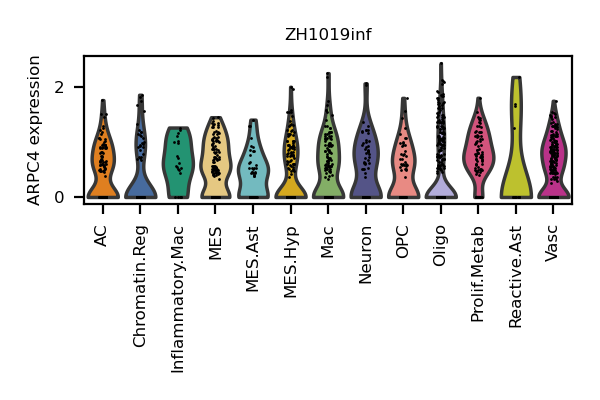 ZH1019inf
ARPC4 expression
2
0
AC
Chromatin.Reg
Inflammatory.Mac
MES
MES.Ast
MES.Hyp
Mac
Neuron
OPC
Oligo
Prolif.Metab
Reactive.Ast
Vasc